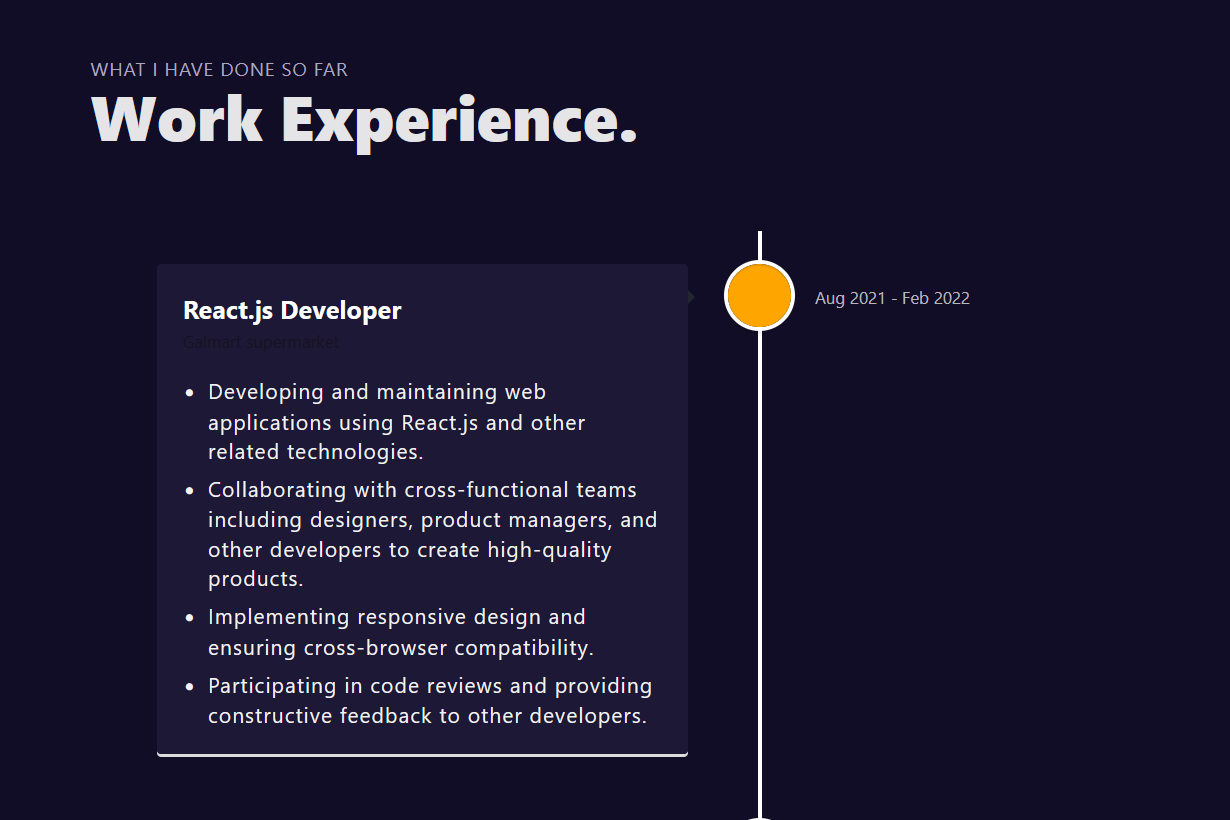 WHAT I HAVE DONE SO FAR
Work Experience.
React.js Developer
Galmart supermarket
Aug 2021 - Feb 2022
• Developing and maintaining web
applications using React.js and other
related technologies.
• Collaborating with cross-functional teams
including designers, product managers, and
other developers to create high-quality
products.
• Implementing responsive design and
ensuring cross-browser compatibility.
• Participating in code reviews and providing
constructive feedback to other developers.